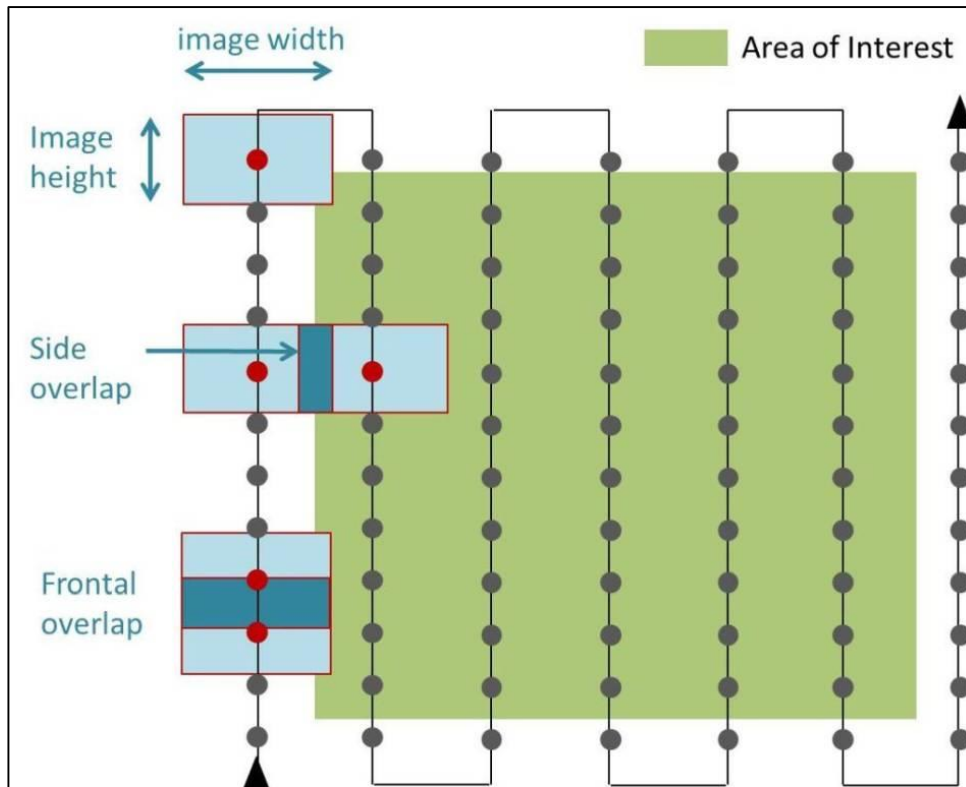 image width
Area of Interest
Image
height
Side
overlap
Frontal
overlap